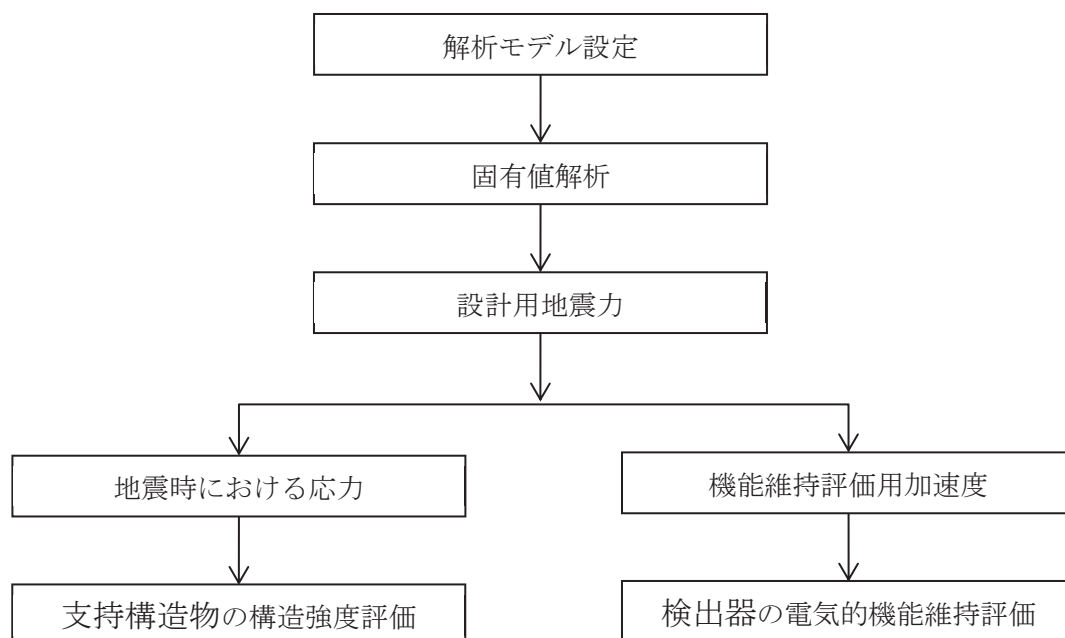 解析モデル設定
固有値解析
設計用地震力
地震時における応力
機能維持評価用加速度
支持構造物の構造強度評価
検出器の電気的機能維持評価